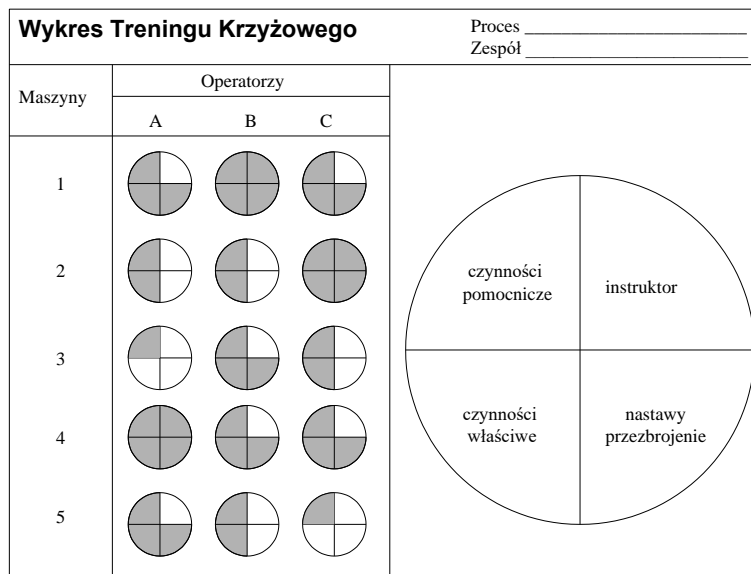 Wykres Treningu Krzyżowego
Proces
Zespół
Maszyny
Operatorzy
A B C
1
2
3
4
5
czynności
pomocnicze
instruktor
czynności
właściwe
nastawy
przezbrojenie